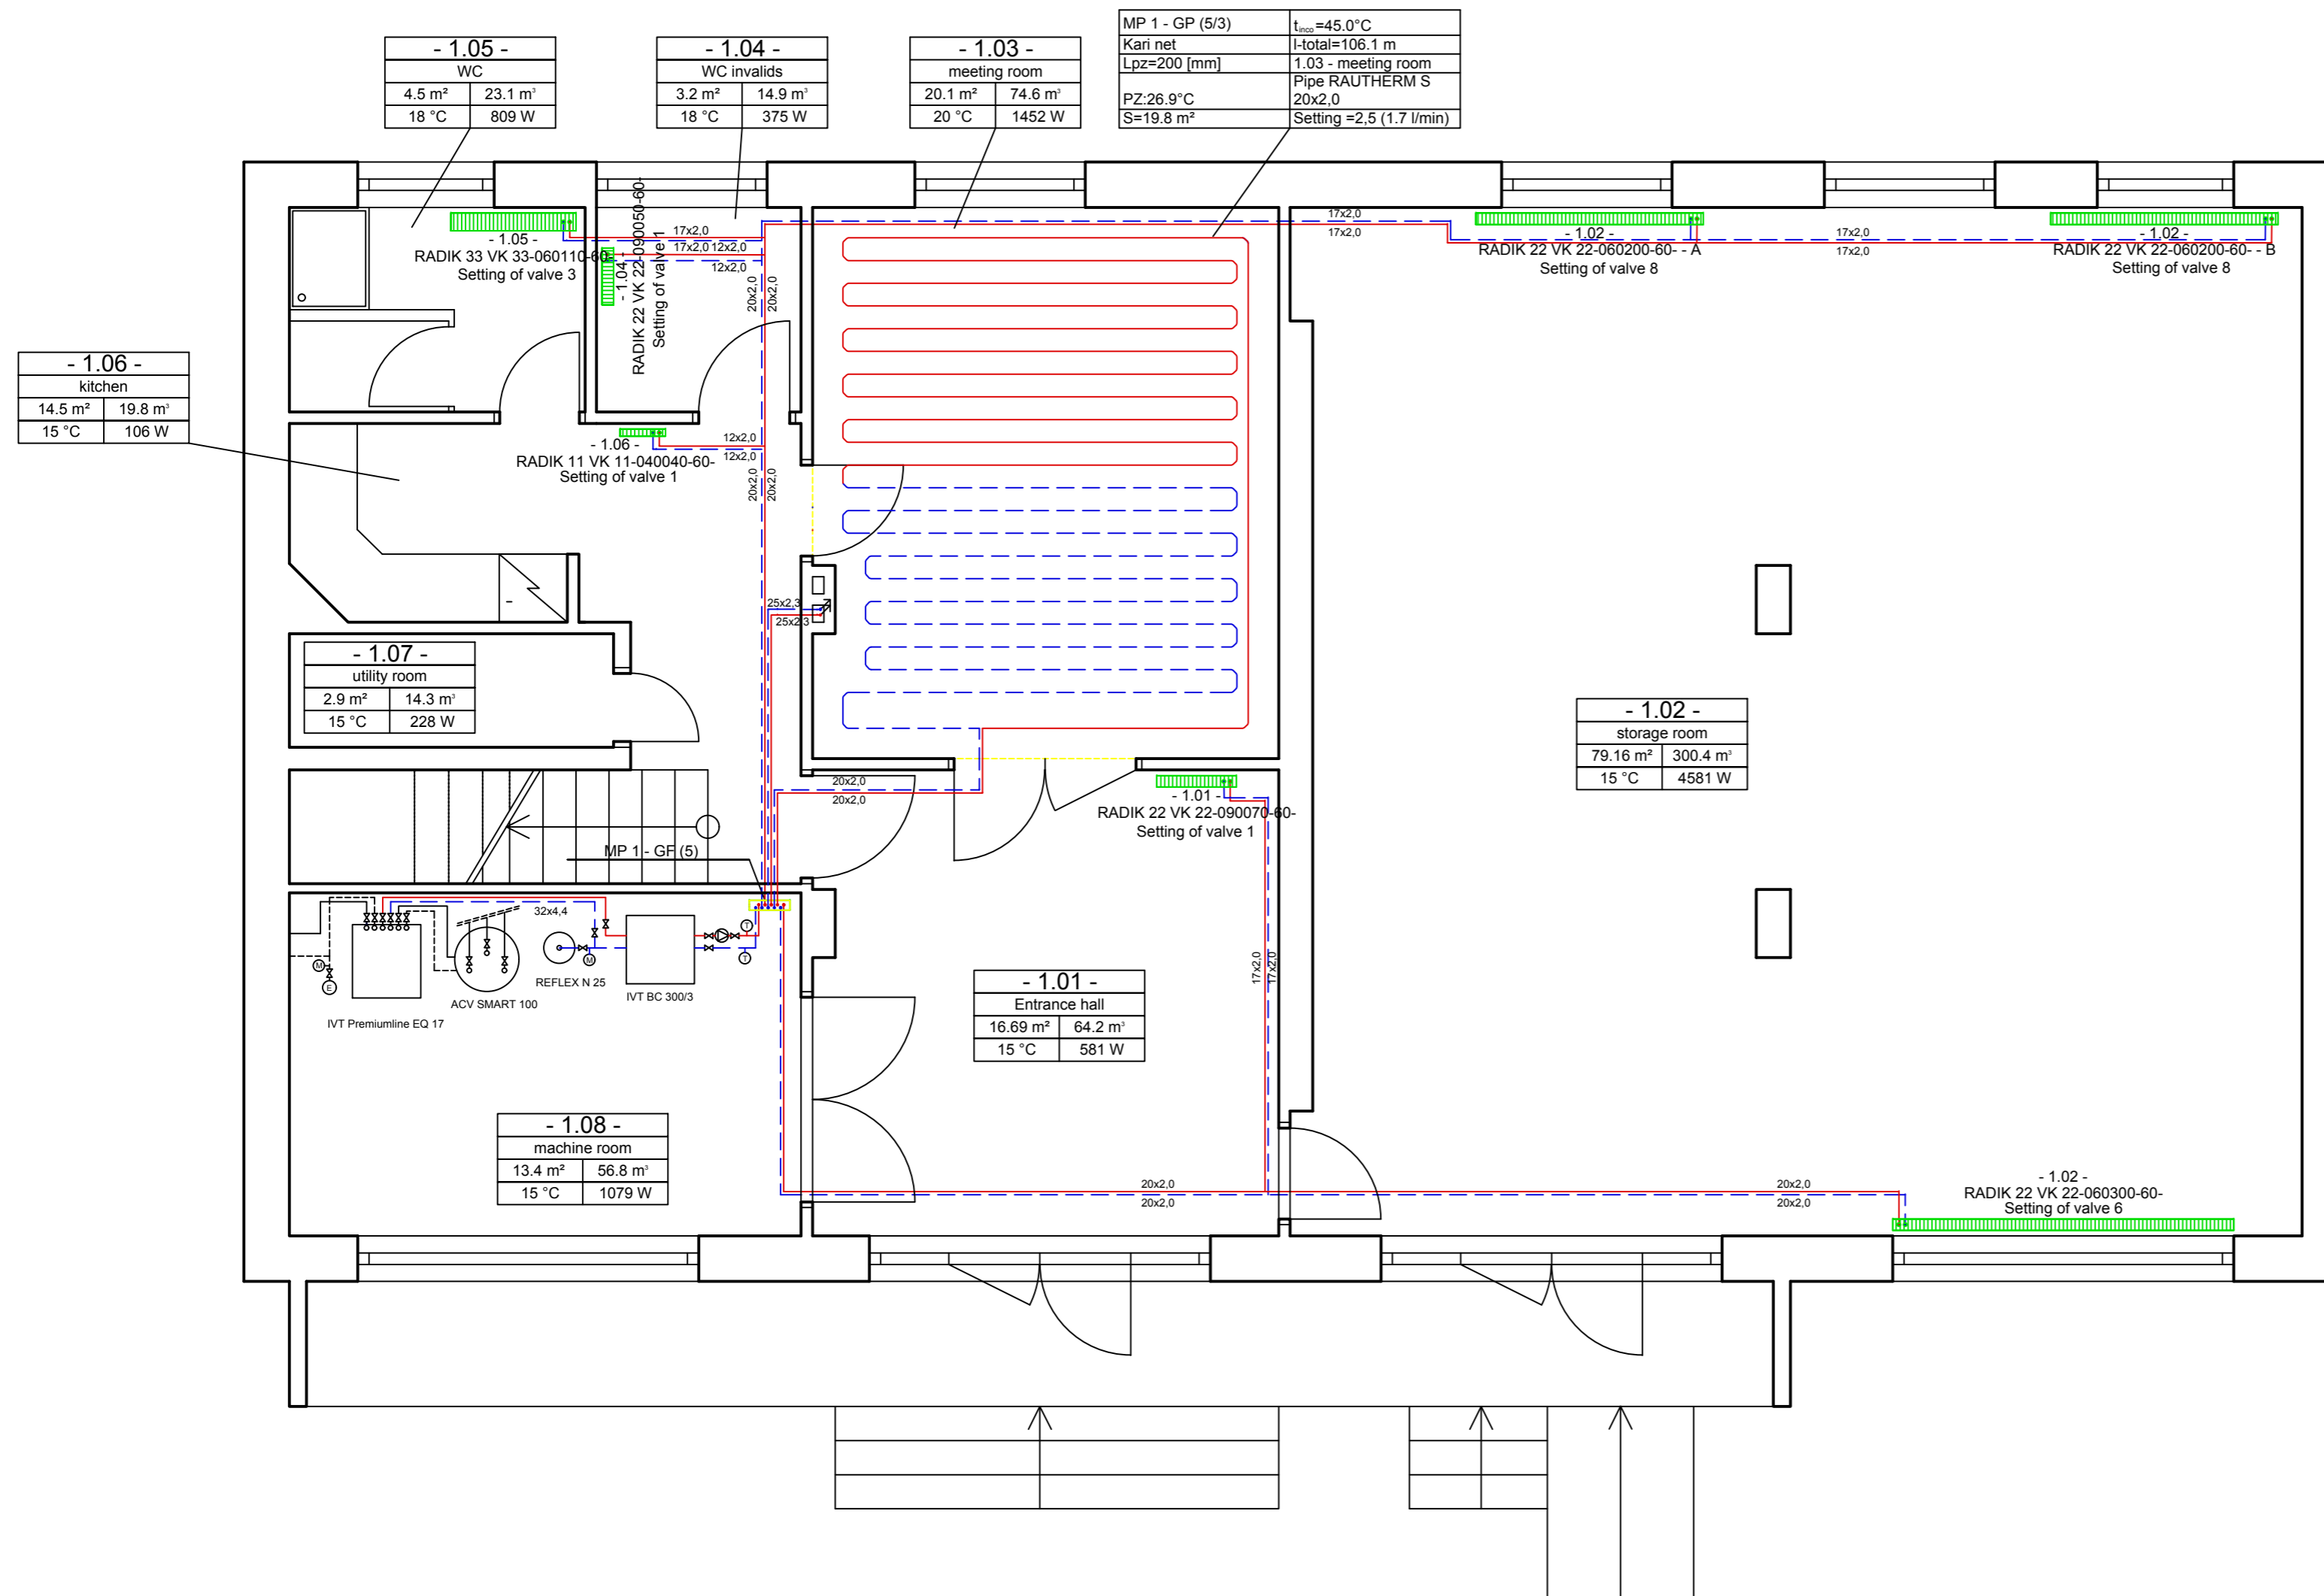 - 1.05 -
WC
4.5 m² 23.1 m³
18 °C 809 W
- 1.04 -
WC invalids
3.2 m² 14.9 m³
18 °C 375 W
- 1.03 -
meeting room
20.1 m² 74.6 m³
20 °C 1452 W
MP 1 - GP (5/3) tinco=45.0°C
Kari net l-total=106.1 m
Lpz=200 [mm] 1.03 - meeting room
Pipe RAUTHERM S
PZ:26.9°C 20x2,0
S=19.8 m² Setting =2,5 (1.7 l/min)
- 1.05 -
RADIK 33 VK 33-060110-60-
Setting of valve 3
- 1.04 -
RADIK 22 VK 22-090050-60-
Setting of valve 1
17x2,0
17x2,0
12x2,0
12x2,0
20x2,0
20x2,0
17x2,0
17x2,0
- 1.02 -
RADIK 22 VK 22-060200-60- - A
Setting of valve 8
17x2,0
17x2,0
- 1.02 -
RADIK 22 VK 22-060200-60- - B
Setting of valve 8
- 1.06 -
kitchen
14.5 m² 19.8 m³
15 °C 106 W
- 1.06 -
RADIK 11 VK 11-040040-60-
Setting of valve 1
12x2,0
12x2,0
20x2,0
20x2,0
25x2,3
25x2,3
- 1.07 -
utility room
2.9 m² 14.3 m³
15 °C 228 W
- 1.02 -
storage room
79.16 m² 300.4 m³
15 °C 4581 W
20x2,0
20x2,0
- 1.01 -
RADIK 22 VK 22-090070-60-
Setting of valve 1
MP 1 - GF (5)
32x4,4
T
T
M
M
E
REFLEX N 25
IVT BC 300/3
ACV SMART 100
IVT Premiumline EQ 17
17x2,0
17x2,0
- 1.01 -
Entrance hall
16.69 m² 64.2 m³
15 °C 581 W
- 1.08 -
machine room
13.4 m² 56.8 m³
15 °C 1079 W
20x2,0
20x2,0
20x2,0
20x2,0
- 1.02 -
RADIK 22 VK 22-060300-60-
Setting of valve 6